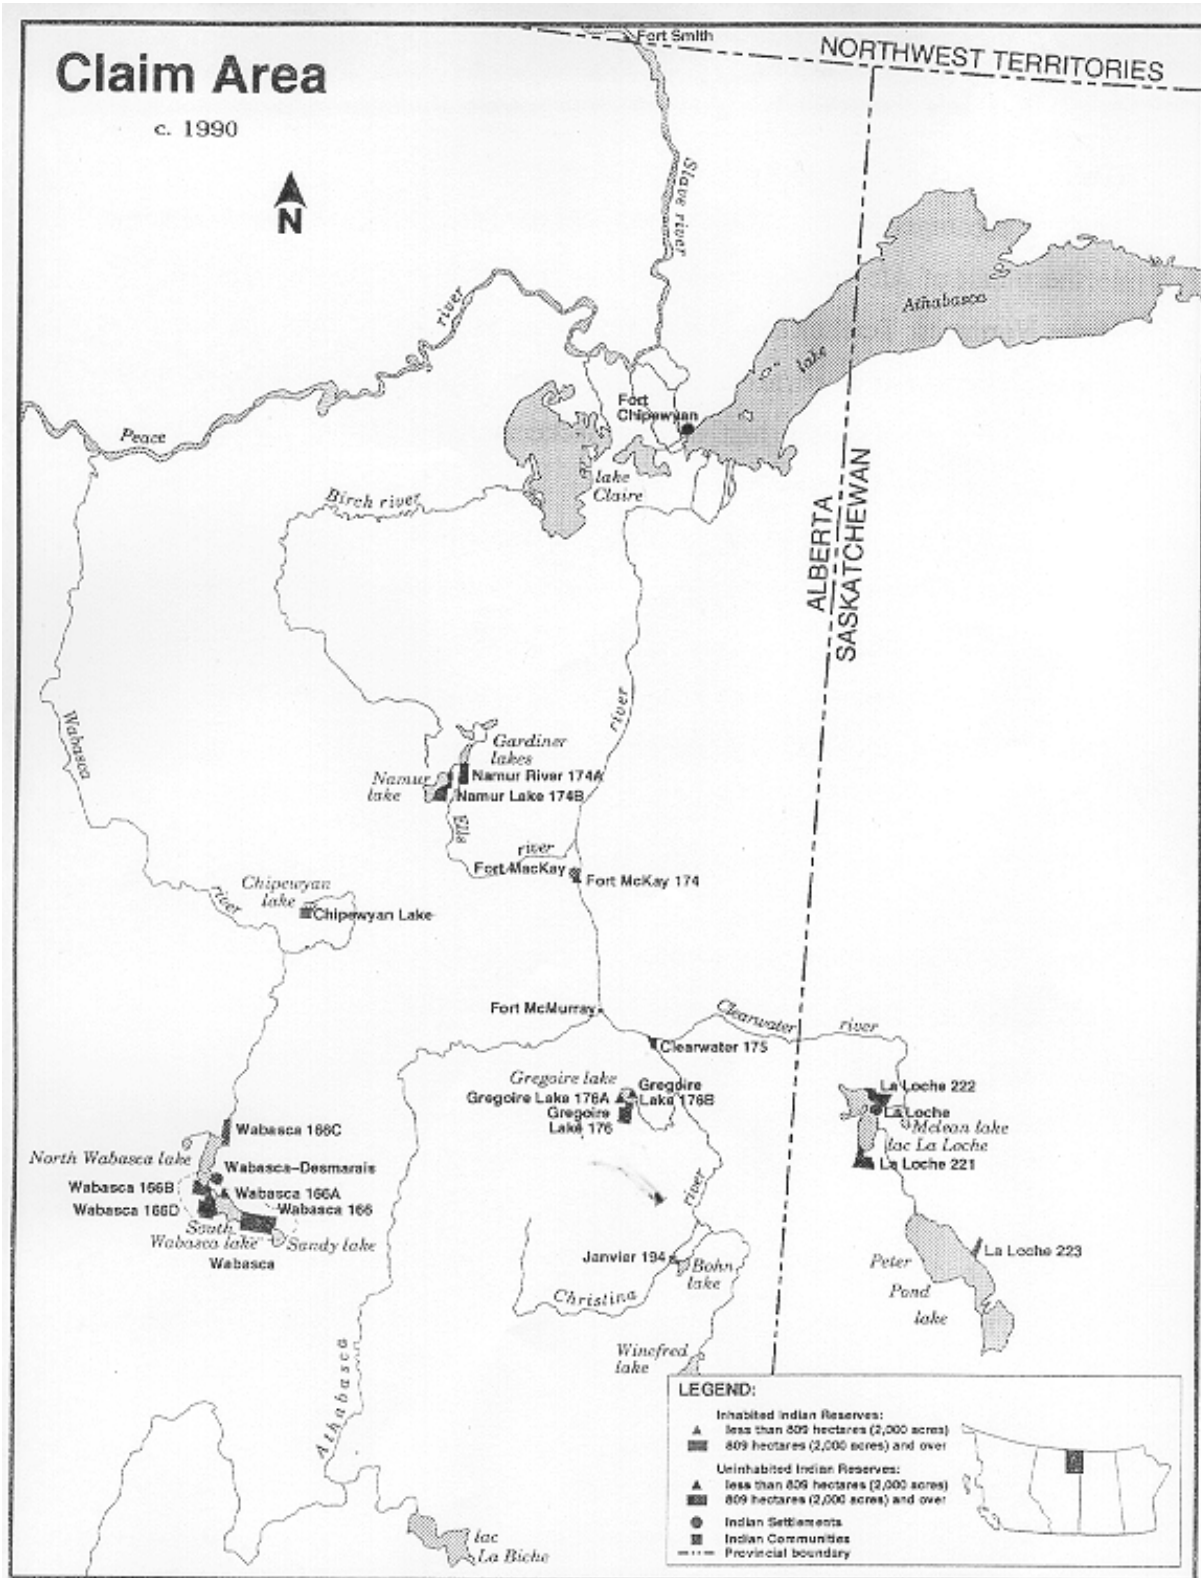 Claim Area
c. 1990
N
Fort Smith
NORTHWEST TERRITORIES
Slave river
Athabasca
lake
river
Peace
Fort
Chipewyan
lake
Claire
Birch river
ALBERTA
SASKATCHEWAN
river
Wabasca
river
Gardiner
lakes
Namur
lake
Namur River 174A
Namur Lake 174B
Ells
river
Fort MacKay
Fort McKay 174
Chipewyan
lake
Chipewyan Lake
Fort McMurray
Clearwater
river
Clearwater 175
Gregoire lake
Gregoire Lake 176A
Gregoire
Lake 176B
Gregoire
Lake 176
La Loche 222
La Loche
Mclean lake
lac La Loche
La Loche 221
Wabasca 166C
North Wabasca lake
Wabasca-Desmarais
Wabasca 166B
Wabasca 166A
Wabasca 166D
Wabasca 166
South
Wabasca lake
Sandy lake
Wabasca
river
Janvier 194
Bohn
lake
Christina
La Loche 223
Peter
Pond
lake
Winefred
lake
Athabasca
lac
La Biche
LEGEND:
Inhabited Indian Reserves:
less than 809 hectares (2,000 acres)
809 hectares (2,000 acres) and over
Uninhabited Indian Reserves:
less than 809 hectares (2,000 acres)
809 hectares (2,000 acres) and over
Indian Settlements
Indian Communities
Provincial boundary